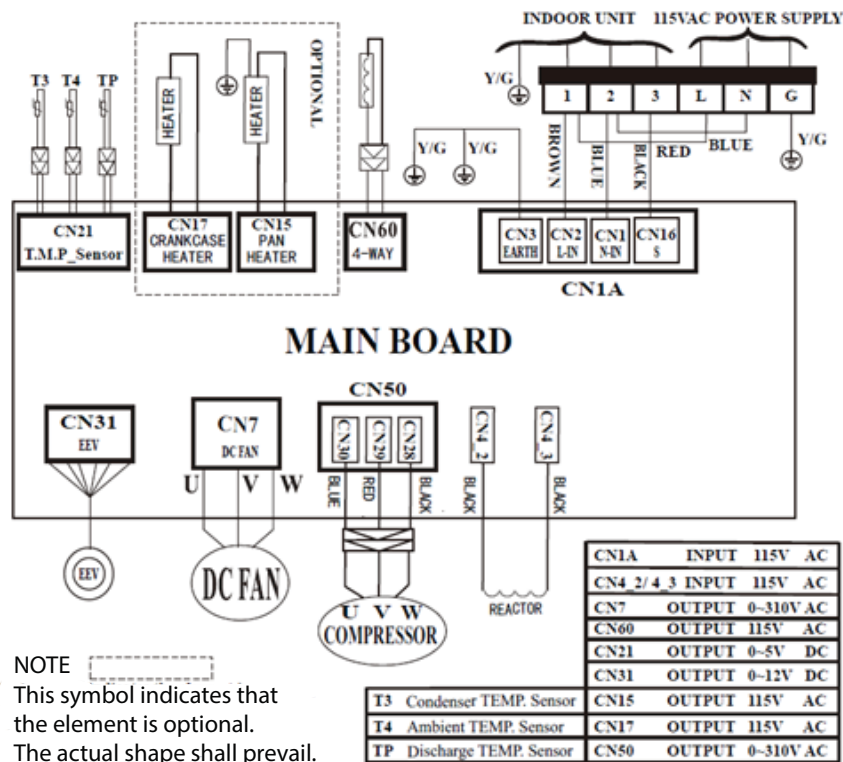 INDOOR UNIT 115VAC POWER SUPPLY
T3 T4 TP
OPTIONAL
HEATER
HEATER
Y/G
1 2 3 L N G
Y/G Y/G
BROWN
BLUE
BLACK
RED
BLUE
Y/G
CN21
T.M.P_Sensor
CN17
CRANKCASE
HEATER
CN15
PAN
HEATER
CN60
4-WAY
CN3
EARTH
CN2
L-IN
CN1
N-IN
CN16
S
CN1A
MAIN BOARD
CN31
EEV
CN7
DC FAN
CN50
CN30
CN29
CN28
CN4_2
CN4_3
U V W
BLUE
RED
BLACK
BLACK
BLACK
EEV
DC FAN
U V W
COMPRESSOR
REACTOR
CN1A INPUT 115V AC
CN4_2/ 4_3 INPUT 115V AC
CN7 OUTPUT 0~310V AC
CN60 OUTPUT 115V AC
CN21 OUTPUT 0~5V DC
CN31 OUTPUT 0~12V DC
T3 Condenser TEMP. Sensor CN15 OUTPUT 115V AC
T4 Ambient TEMP. Sensor CN17 OUTPUT 115V AC
TP Discharge TEMP. Sensor CN50 OUTPUT 0~310V AC
NOTE
This symbol indicates that
the element is optional.
The actual shape shall prevail.